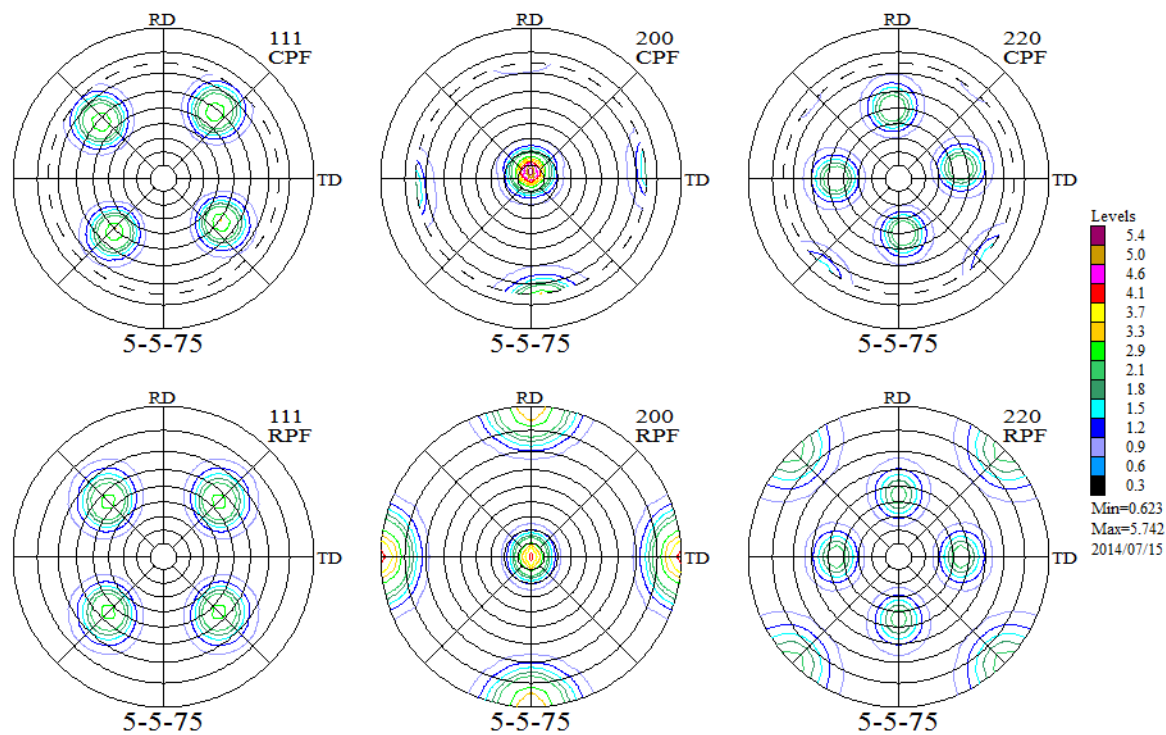 RD
111
CPF
TD
5-5-75
RD
200
CPF
TD
5-5-75
RD
220
CPF
TD
5-5-75
Levels
5.4
5.0
4.6
4.1
3.7
3.3
2.9
2.1
1.8
1.5
1.2
0.9
0.6
0.3
Min=0.623
Max=5.742
2014/07/15
RD
111
RPF
TD
5-5-75
RD
200
RPF
TD
5-5-75
RD
220
RPF
TD
5-5-75